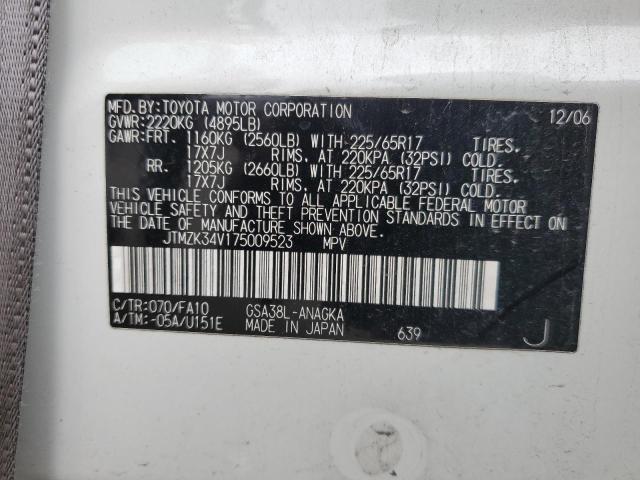 MFD.BY:TOYOTA MOTOR CORPORATION 12/06
GVWR:2220KG (4895LB)
GAWR:FRT. 1160KG (2560LB) WITH 225/65R17 TIRES.
17X7J RIMS. AT 220KPA (32PSI) COLD.
RR. 1205KG (2660LB) WITH 225/65R17 TIRES.
17X7J RIMS. AT 220KPA (32PSI) COLD.
THIS VEHICLE CONFORMS TO ALL APPLICABLE FEDERAL MOTOR
VEHICLE SAFETY AND THEFT PREVENTION STANDARDS IN EFFECT ON
THE DATE OF MANUFACTURE SHOWN ABOVE.
JTMZK34V175009523 MPV
C/TR:070/FA10 GSA38L-ANAGKA
A/TM:-05A/U151E MADE IN JAPAN 639 J